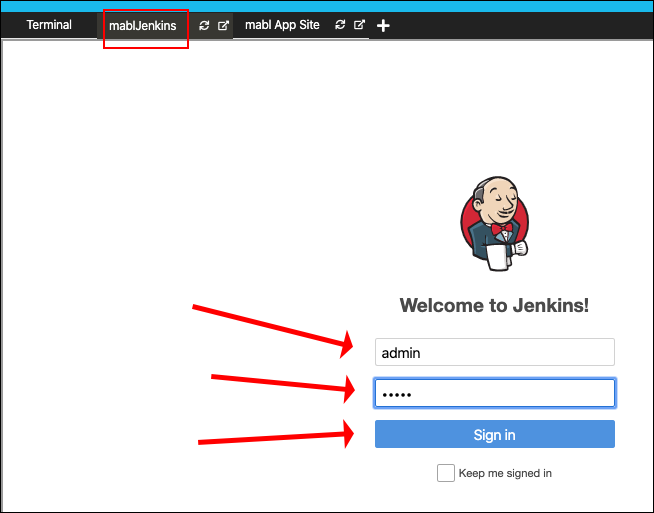 Terminal mablJenkins mabl App Site
Welcome to Jenkins!
admin
•••••
Sign in
Keep me signed in